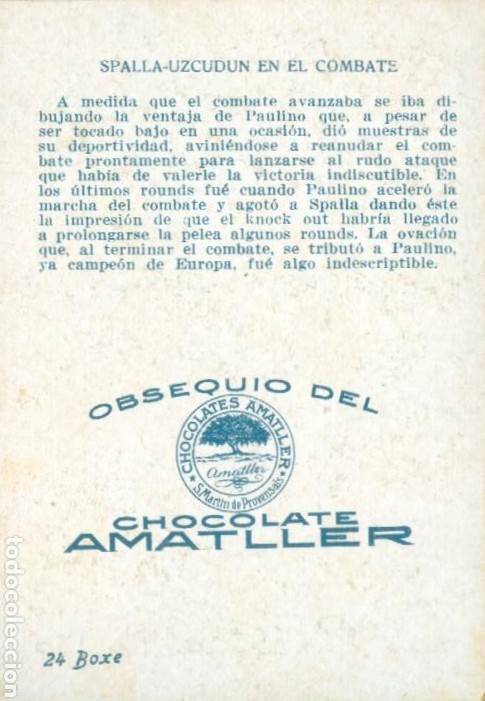 SPALLA-UZCUDUN EN EL COMBATE
A medida que el combate avanzaba se iba di-
bujando la ventaja de Paulino que, a pesar de
ser tocado bajo en una ocasión, dió muestras de
su deportividad, aviniéndose a reanudar el com-
bate prontamente para lanzarse al rudo ataque
que había de valerle la victoria indiscutible. En
los últimos rounds fué cuando Paulino aceleró la
marcha del combate y agotó a Spalla dando éste
la impresión de que el knock out habría llegado
a prolongarse la pelea algunos rounds. La ovación
que, al terminar el combate, se tributó a Paulino,
ya campeón de Europa, fué algo indescriptible.
OBSEQUIO DEL
CHOCOLATES AMATLLER
Amatller
S. Martin de Provensals
CHOCOLATE
AMATLLER
24 Boxe
todocoleccion